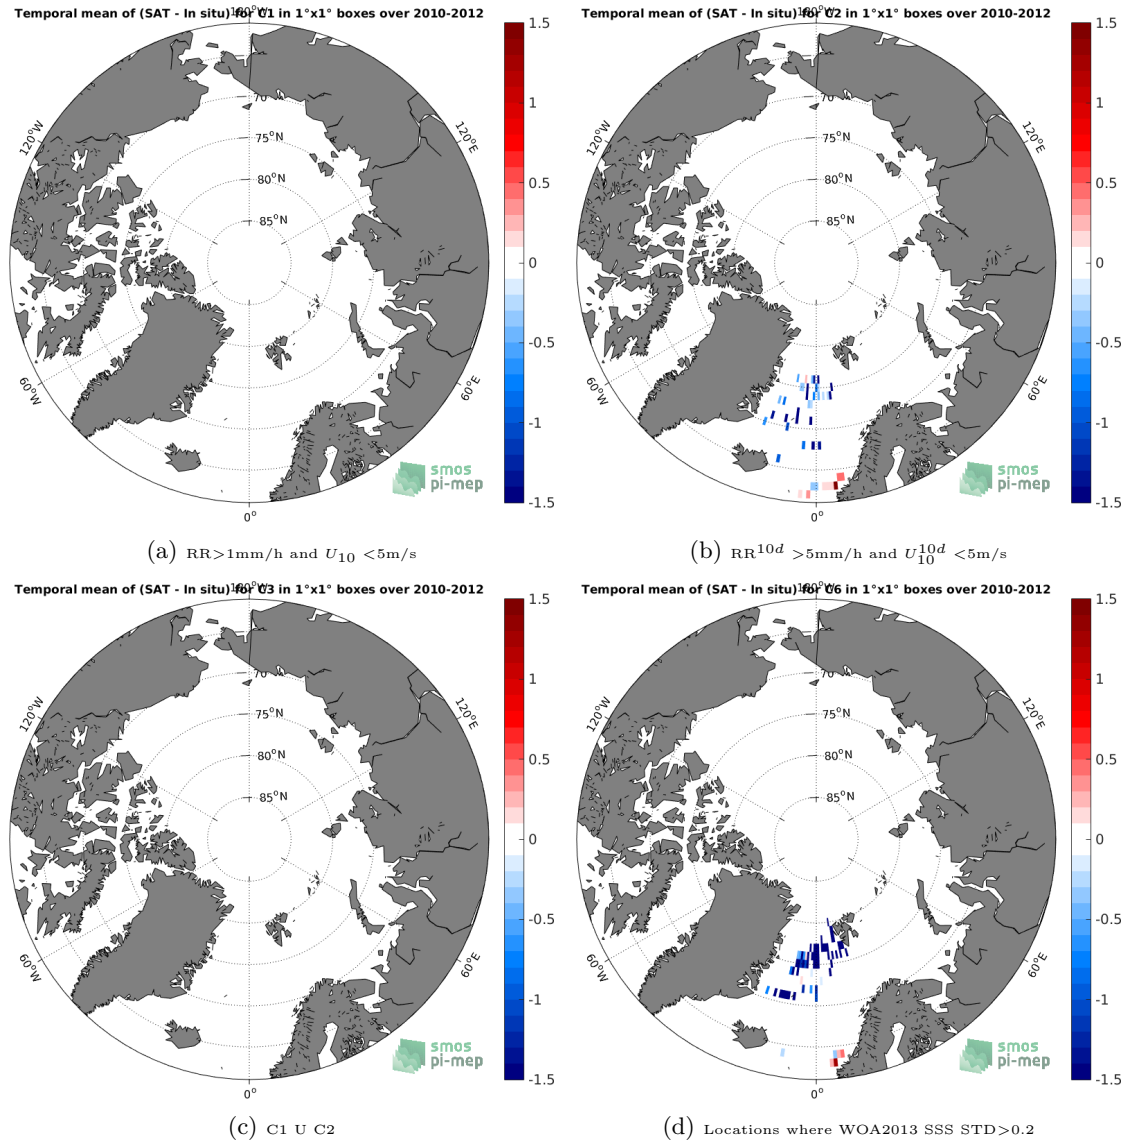 Temporal mean of (SAT - In situ) for C1 in 1°x1° boxes over 2010-2012
180°W
120°W
120°E
70
75°N
80°N
85°N
60°W
60°E
0°
1.5
1
0.5
0
-0.5
-1
-1.5
smos
pi-mep
(a) RR>1mm/h and U10 <5m/s
Temporal mean of (SAT - In situ) for C2 in 1°x1° boxes over 2010-2012
180°W
120°W
120°E
70
75°N
80°N
85°N
60°W
60°E
0°
1.5
1
0.5
0
-0.5
-1
-1.5
smos
pi-mep
(b) RR^10d >5mm/h and U10^10d <5m/s
Temporal mean of (SAT - In situ) for C3 in 1°x1° boxes over 2010-2012
180°W
120°W
120°E
70
75°N
80°N
85°N
60°W
60°E
0°
1.5
1
0.5
0
-0.5
-1
-1.5
smos
pi-mep
(c) C1 U C2
Temporal mean of (SAT - In situ) for C6 in 1°x1° boxes over 2010-2012
180°W
120°W
120°E
70
75°N
80°N
85°N
60°W
60°E
0°
1.5
1
0.5
0
-0.5
-1
-1.5
smos
pi-mep
(d) Locations where WOA2013 SSS STD>0.2